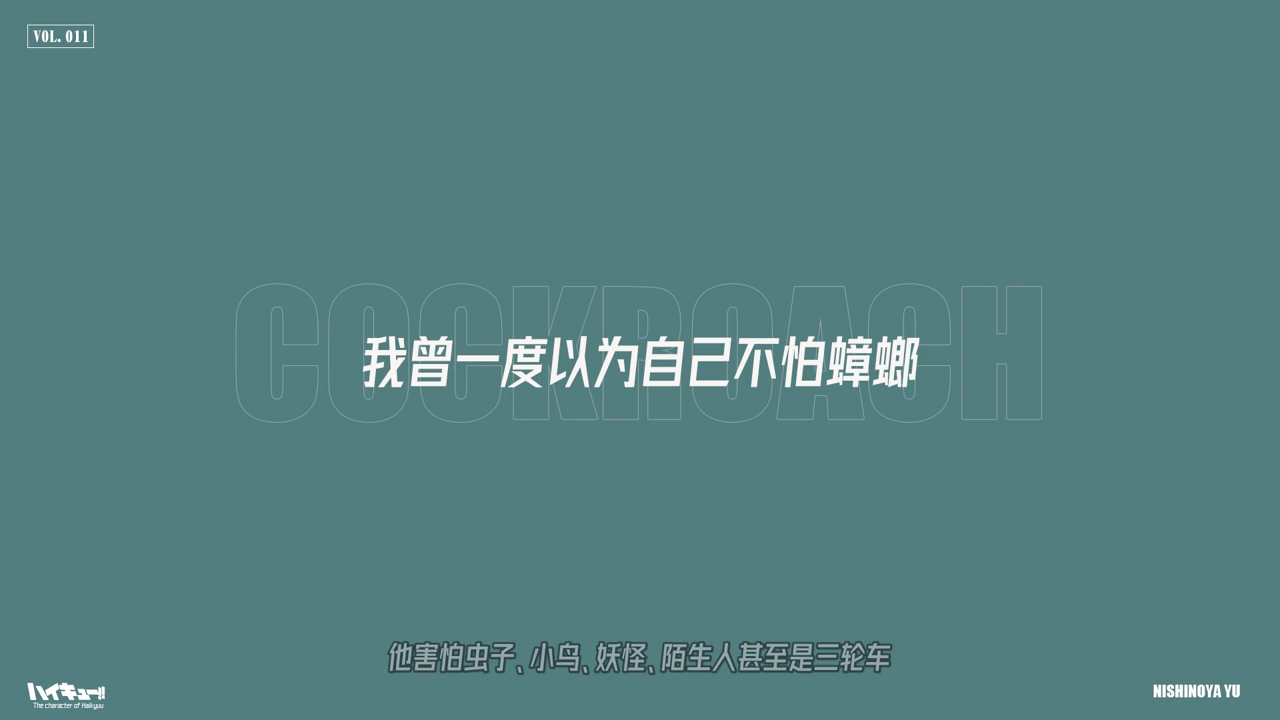 VOL. 011
COCKROACH
我曾一度以为自己不怕蟑螂
他害怕虫子、小鸟、妖怪、陌生人甚至是三轮车
ハイキュー!!
The character of Haikyuu
NISHINOYA YU